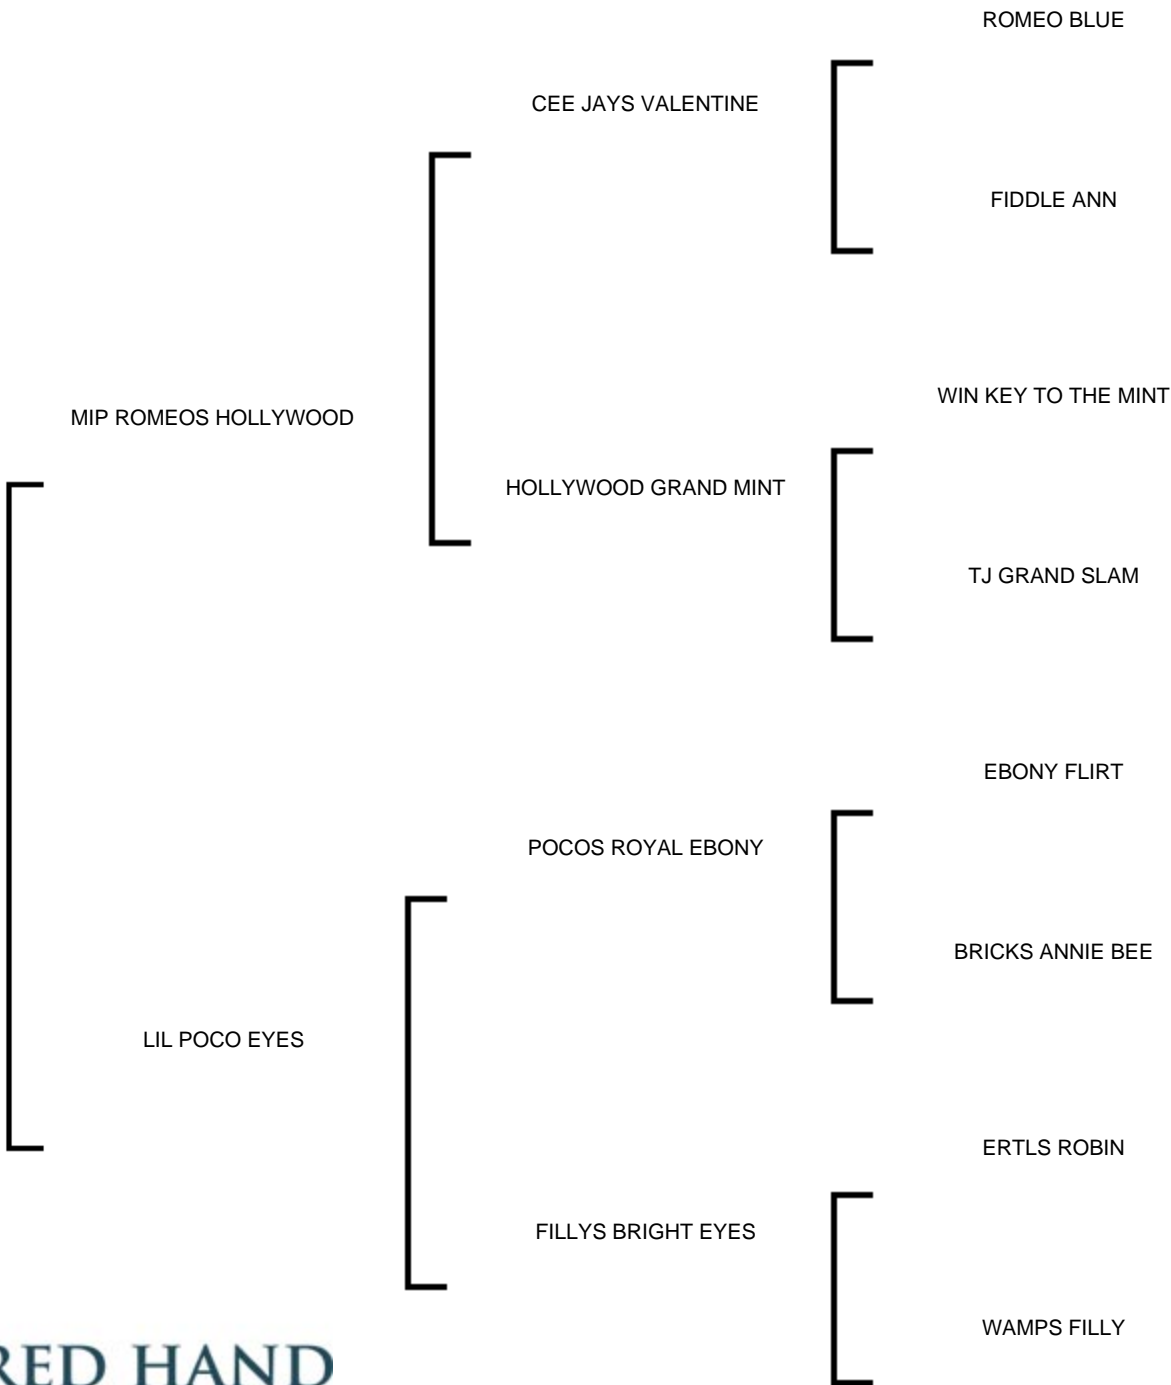 ROMEO BLUE
CEE JAYS VALENTINE
FIDDLE ANN
WIN KEY TO THE MINT
MIP ROMEOS HOLLYWOOD
HOLLYWOOD GRAND MINT
TJ GRAND SLAM
EBONY FLIRT
POCOS ROYAL EBONY
BRICKS ANNIE BEE
LIL POCO EYES
ERTLS ROBIN
FILLYS BRIGHT EYES
WAMPS FILLY
RED HAND